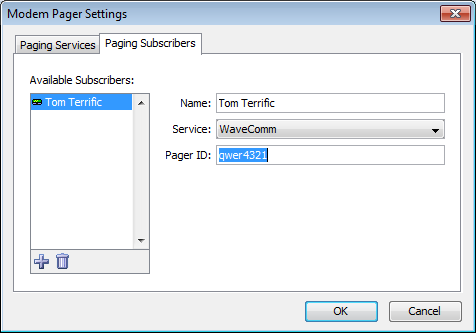 Modem Pager Settings
Paging Services
Paging Subscribers
Available Subscribers:
Tom Terrific
Name: Tom Terrific
Service: WaveComm
Pager ID: qwer4321
OK
Cancel